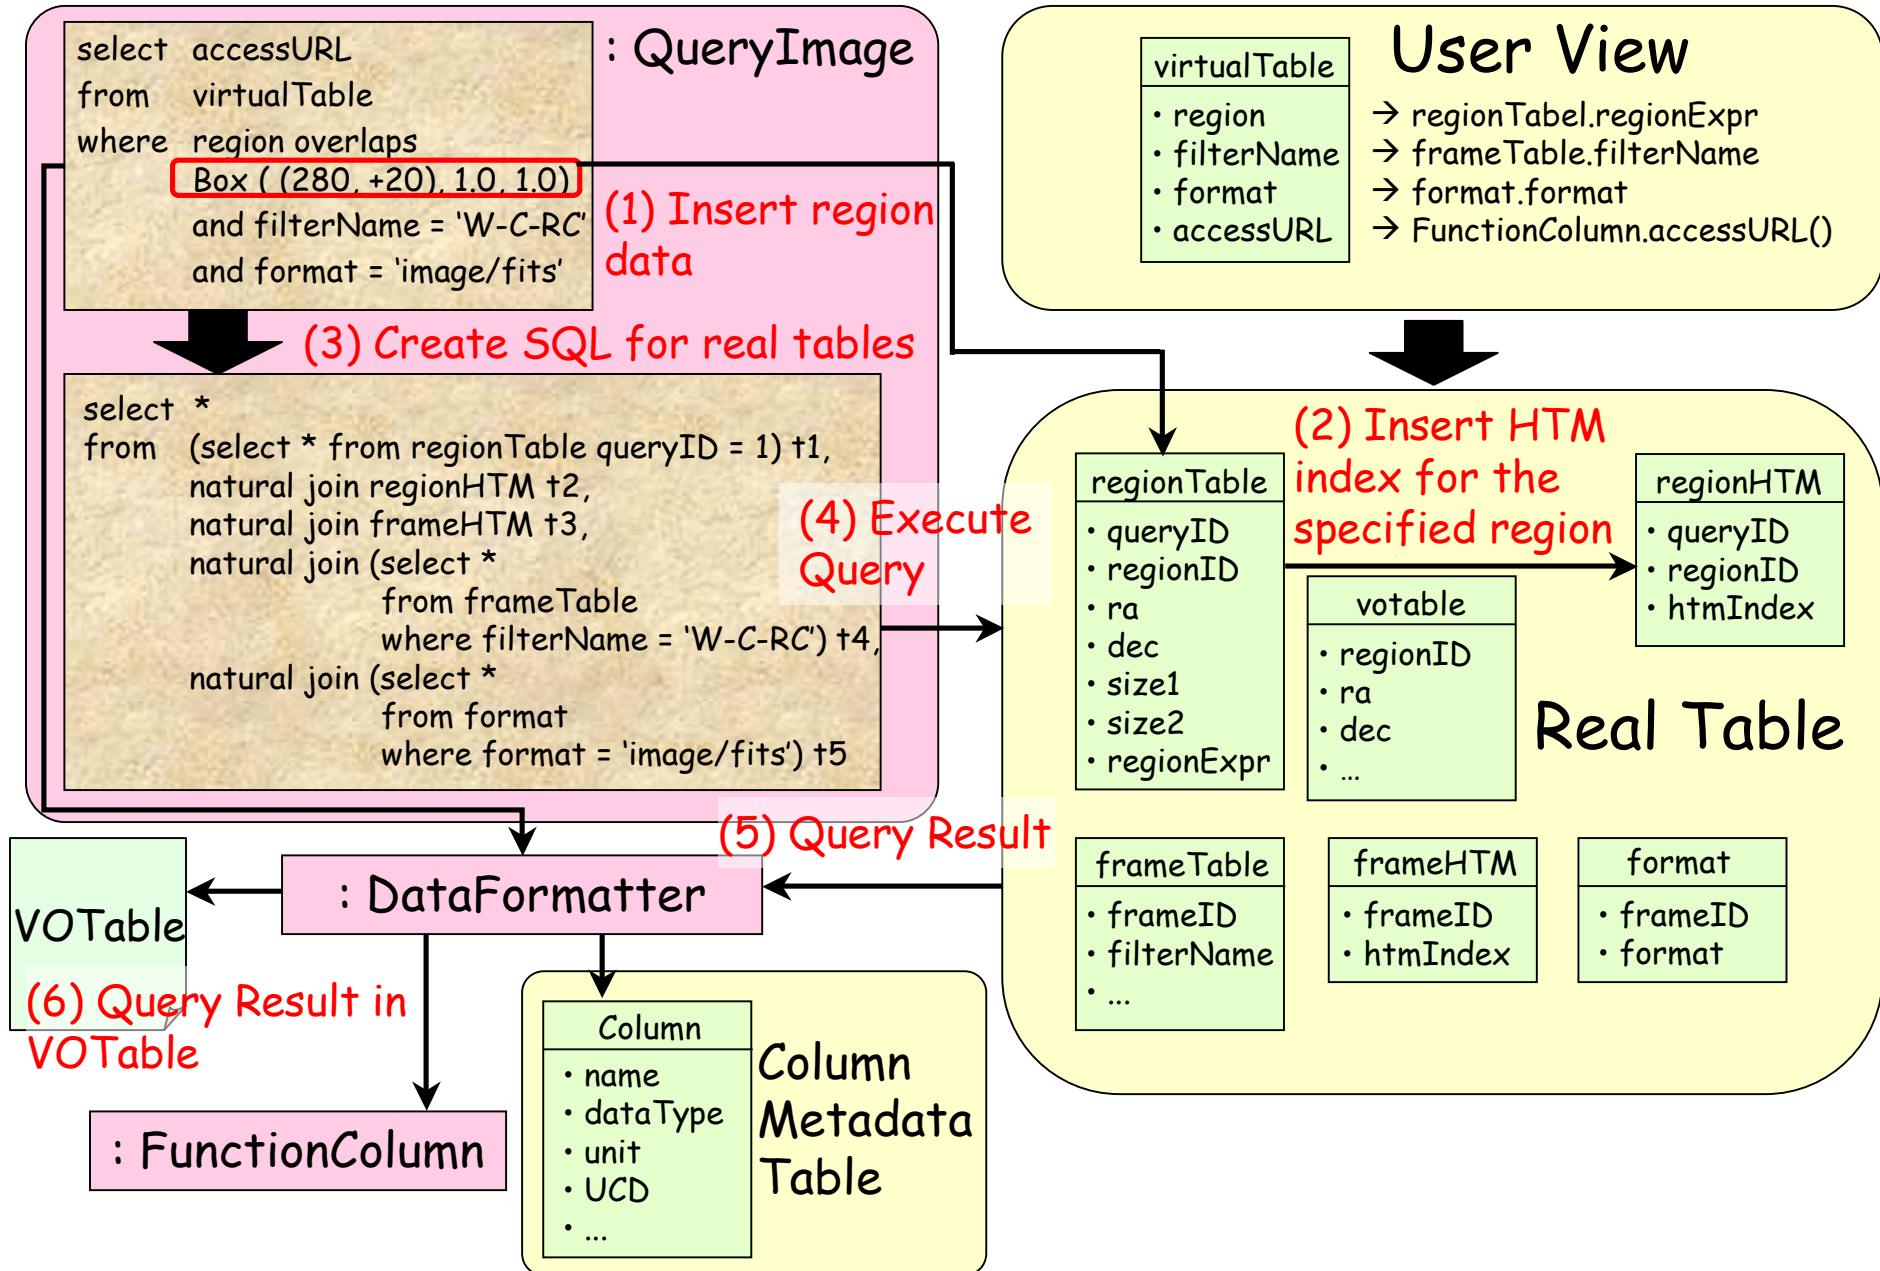 : QueryImage
select accessURL
from virtualTable
where region overlaps
Box ( (280, +20), 1.0, 1.0)
and filterName = ‘W-C-RC’
and format = ‘image/fits’
(1) Insert region
data
(3) Create SQL for real tables
select *
from (select * from regionTable queryID = 1) t1,
natural join regionHTM t2,
natural join frameHTM t3,
natural join (select *
from frameTable
where filterName = ‘W-C-RC’) t4,
natural join (select *
from format
where format = ‘image/fits’) t5
(4) Execute
Query
User View
virtualTable
・region → regionTabel.regionExpr
・filterName → frameTable.filterName
・format → format.format
・accessURL → FunctionColumn.accessURL()
(2) Insert HTM
index for the
specified region
regionTable
・queryID
・regionID
・ra
・dec
・size1
・size2
・regionExpr
regionHTM
・queryID
・regionID
・htmIndex
votable
・regionID
・ra
・dec
・...
Real Table
frameTable
・frameID
・filterName
・...
frameHTM
・frameID
・htmIndex
format
・frameID
・format
(5) Query Result
: DataFormatter
VOTable
(6) Query Result in
VOTable
: FunctionColumn
Column
・name
・dataType
・unit
・UCD
・...
Column
Metadata
Table